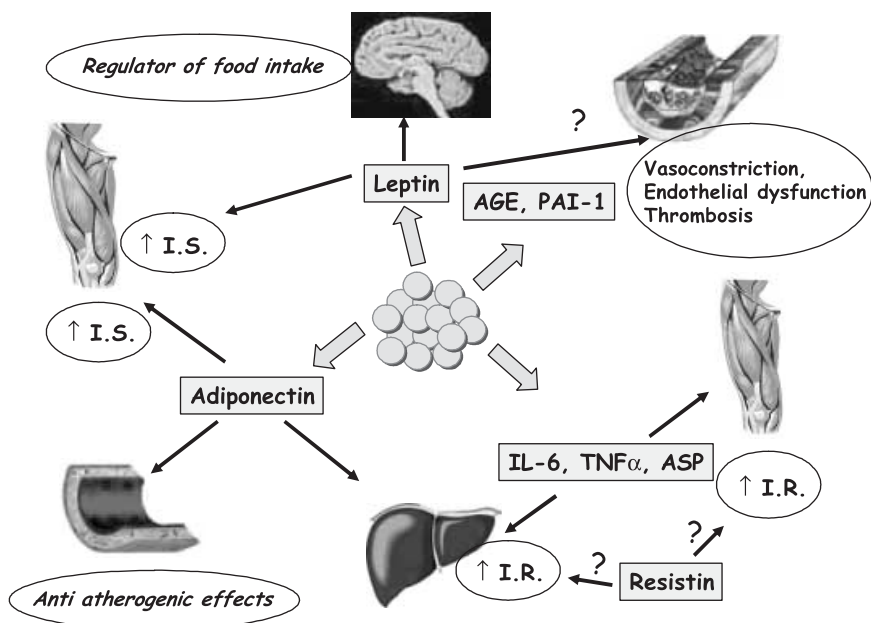 Regulator of food intake
?
Leptin
Vasoconstriction,
Endothelial dysfunction
Thrombosis
AGE, PAI-1
↑ I.S.
↑ I.S.
Adiponectin
IL-6, TNFα, ASP
↑ I.R.
?
?
↑ I.R.
Resistin
Anti atherogenic effects